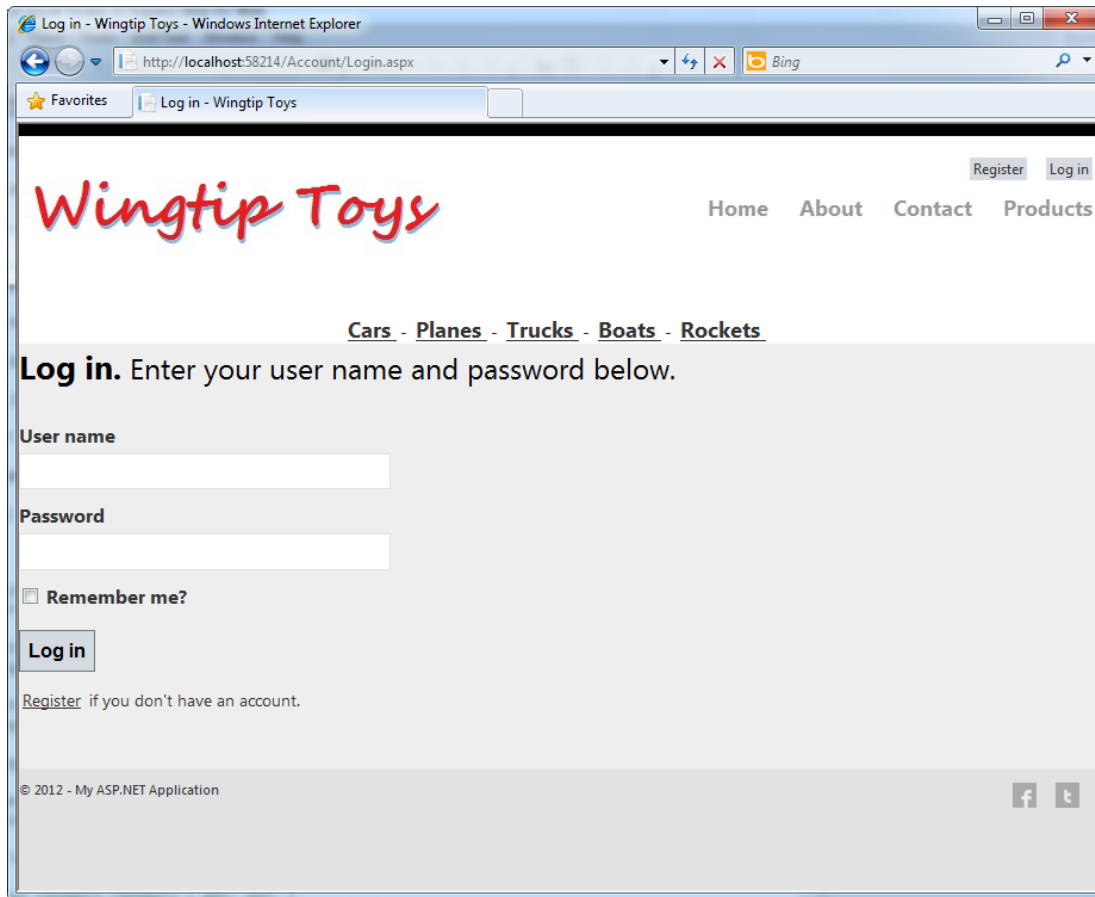 Log in - Wingtip Toys - Windows Internet Explorer
http://localhost:58214/Account/Login.aspx
Bing
Favorites
Log in - Wingtip Toys
Register Log in
Wingtip Toys
Home About Contact Products
Cars - Planes - Trucks - Boats - Rockets
Log in. Enter your user name and password below.
User name
Password
Remember me?
Log in
Register if you don't have an account.
© 2012 - My ASP.NET Application
f t